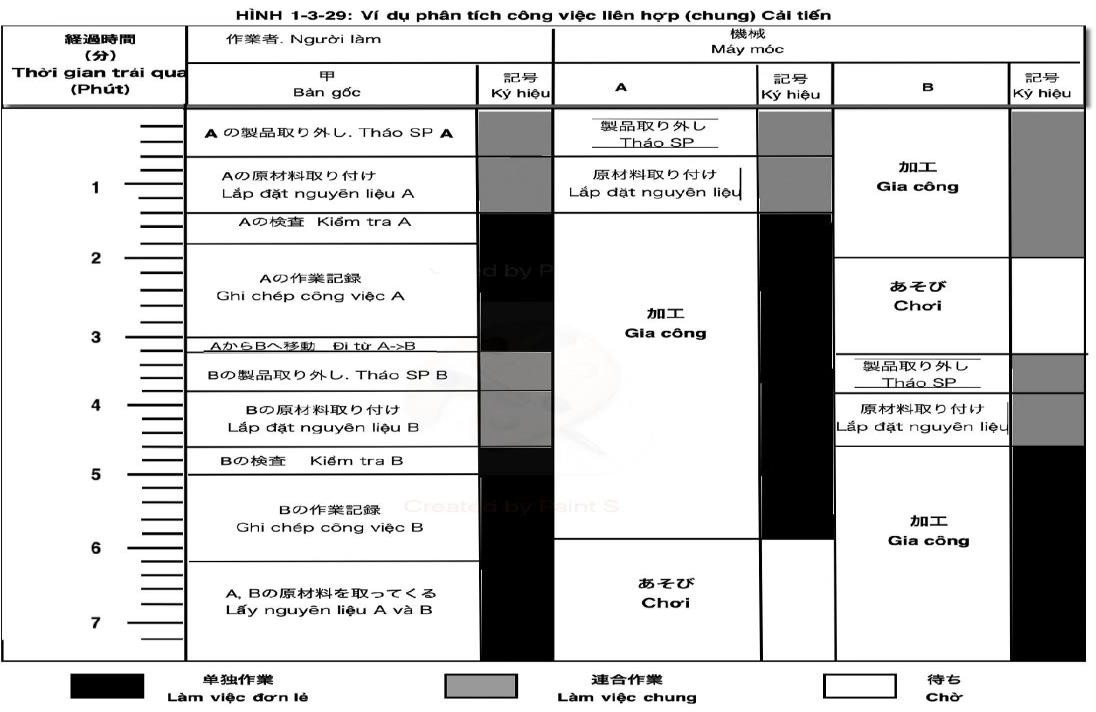 HÌNH 1-3-29: Ví dụ phân tích công việc liên hợp (chung) Cải tiến
経過時間
(分)
Thời gian trải qua
(Phút)
作業者. Người làm
機械
Máy móc
甲
Bàn gốc
記号
Ký hiệu
A
記号
Ký hiệu
B
記号
Ký hiệu
A の製品取り外し. Tháo SP A
製品取り外し
Tháo SP
加工
Gia công
1
Aの原材料取り付け
Lắp đặt nguyên liệu A
原材料取り付け
Lắp dặt nguyên liệu
Aの検査 Kiểm tra A
2
Aの作業記録
Ghi chép công việc A
あそび
Chơi
加工
Gia công
3
AからBへ移動 Đi từ A->B
Bの製品取り外し. Tháo SP B
製品取り外し
Tháo SP
4
Bの原材料取り付け
Lắp đặt nguyên liệu B
原材料取り付け
Lắp đặt nguyên liệu
Bの検査 Kiểm tra B
5
Bの作業記録
Ghi chép công việc B
Created by Paint S
加工
Gia công
6
A, Bの原材料を取ってくる
Lấy nguyên liệu A và B
あそび
Chơi
7
単独作業
Làm việc đơn lẻ
連合作業
Làm việc chung
待ち
Chờ